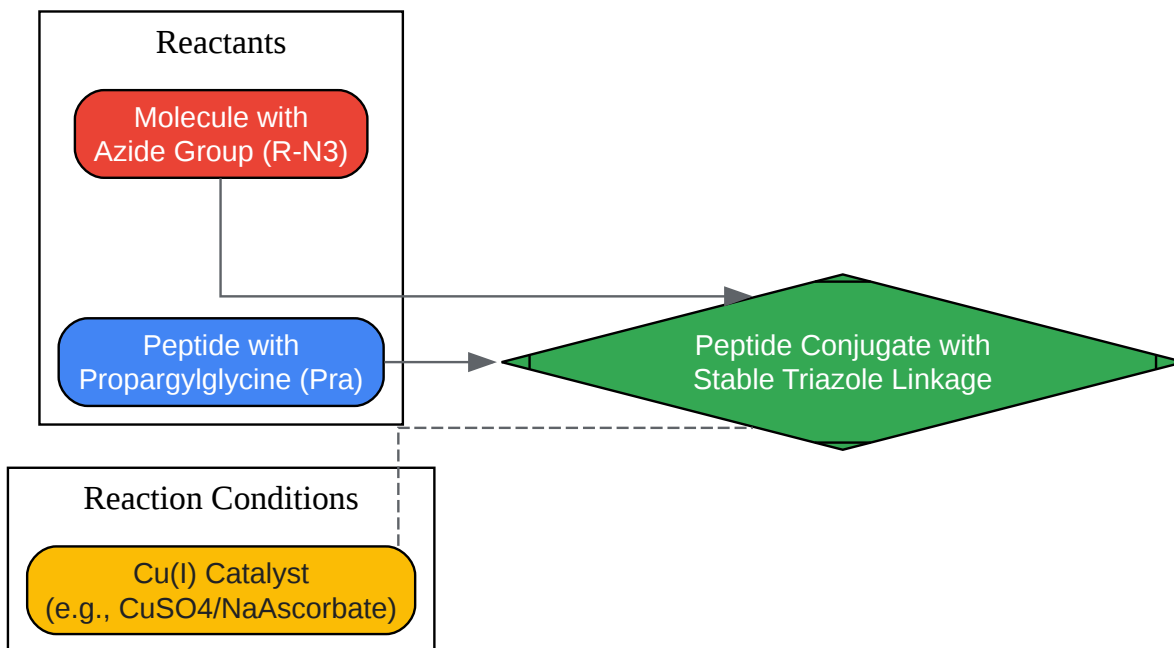 Reactants
Molecule with
Azide Group (R-N3)
Peptide with
Propargylglycine (Pra)
Peptide Conjugate with
Stable Triazole Linkage
Reaction Conditions
Cu(I) Catalyst
(e.g., CuSO4/NaAscorbate)